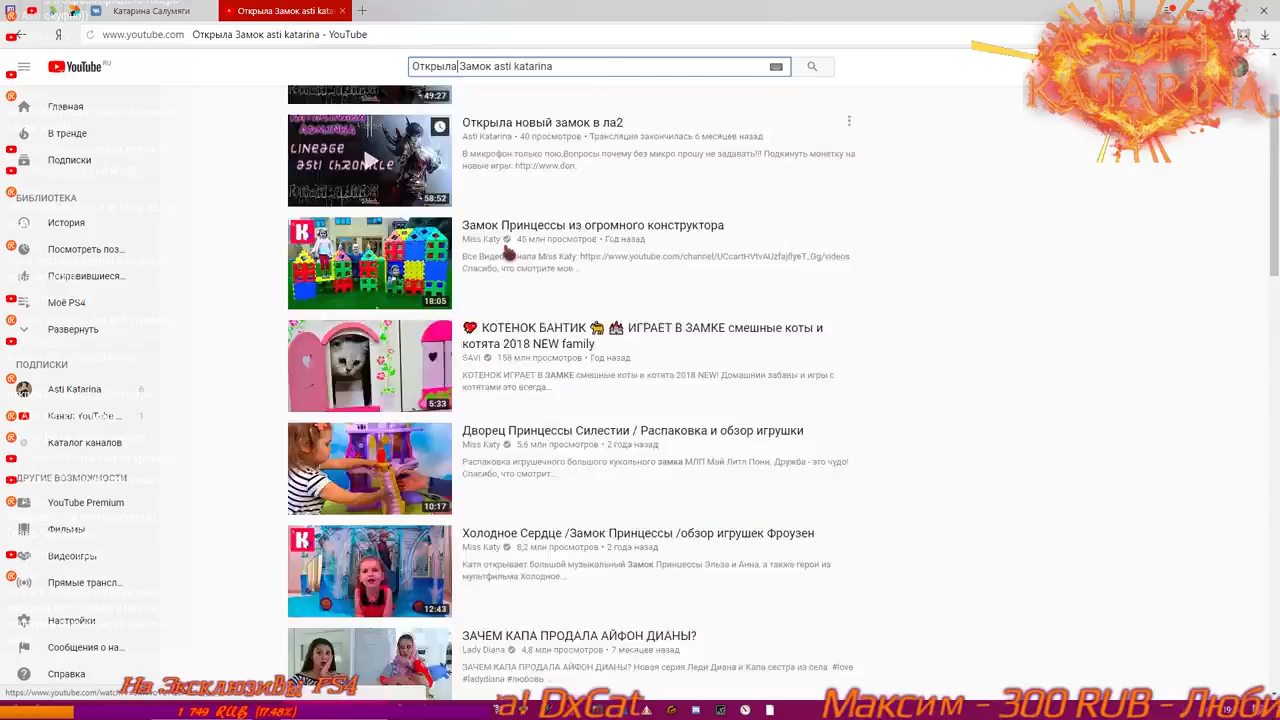 Катарина Салумяги
Открыла Замок asti kata
www.youtube.com
Открыла Замок asti katarina - YouTube
ASTI
KATARINA
YouTube RU
Открыла Замок asti katarina
Главная
В тренде
Подписки
БИБЛИОТЕКА
История
Посмотреть поз...
Понравившиеся...
Моё PS4
Развернуть
ПОДПИСКИ
Asti Katarina 6
Канал YouTube ... 1
Каталог каналов
ДРУГИЕ ВОЗМОЖНОСТИ
YouTube Premium
Фильмы
Видеоигры
Прямые трансл...
Настройки
Сообщения о на...
Справка
49:27
LINEAGE
ASTI CHRONICLE
58:52
Открыла новый замок в ла2
Asti Katarina • 40 просмотров • Трансляция закончилась 6 месяцев назад
В микрофон только пою,Вопросы почему без микро прошу не задавать!!! Подкинуть монетку на
новые игры: http://www.don.
K
18:05
Замок Принцессы из огромного конструктора
Miss Katy 45 млн просмотров • Год назад
Все Виде нала Miss Katy: https://www.youtube.com/channel/UCcartHVtvAUzfajflyeT_Gg/videos
Спасибо, что смотрите мое ..
5:33
КОТЕНОК БАНТИК ИГРАЕТ В ЗАМКЕ смешные коты и
котята 2018 NEW family
SAVI 158 млн просмотров • Год назад
КОТЕНОК ИГРАЕТ В ЗАМКЕ смешные коты и котята 2018 NEW! Домашнии забавы и игры с
котятами это всегда...
10:17
Дворец Принцессы Силестии / Распаковка и обзор игрушки
Miss Katy 5,6 млн просмотров • 2 года назад
Распаковка игрушечного большого кукольного замка МЛП Май Литл Пони. Дружба - это чудо!
Спасибо, что смотрит...
K
12:43
Холодное Сердце /Замок Принцессы /обзор игрушек Фроузен
Miss Katy 8,2 млн просмотров • 2 года назад
Катя открывает большой музыкальный Замок Принцессы Эльза и Анна, а также герои из
мультфильма Холодное...
ЗАЧЕМ КАПА ПРОДАЛА АЙФОН ДИАНЫ?
Lady Diana 4,8 млн просмотров • 7 месяцев назад
ЗАЧЕМ КАПА ПРОДАЛА АЙФОН ДИАНЫ? Новая серия Леди Диана и Капа сестра из села #love
#ladydiana #любовь ..
Эксклюзивы PS4
1 749 RUB (17.48%)
al DxCat
Максим - 300 RUB - Люби